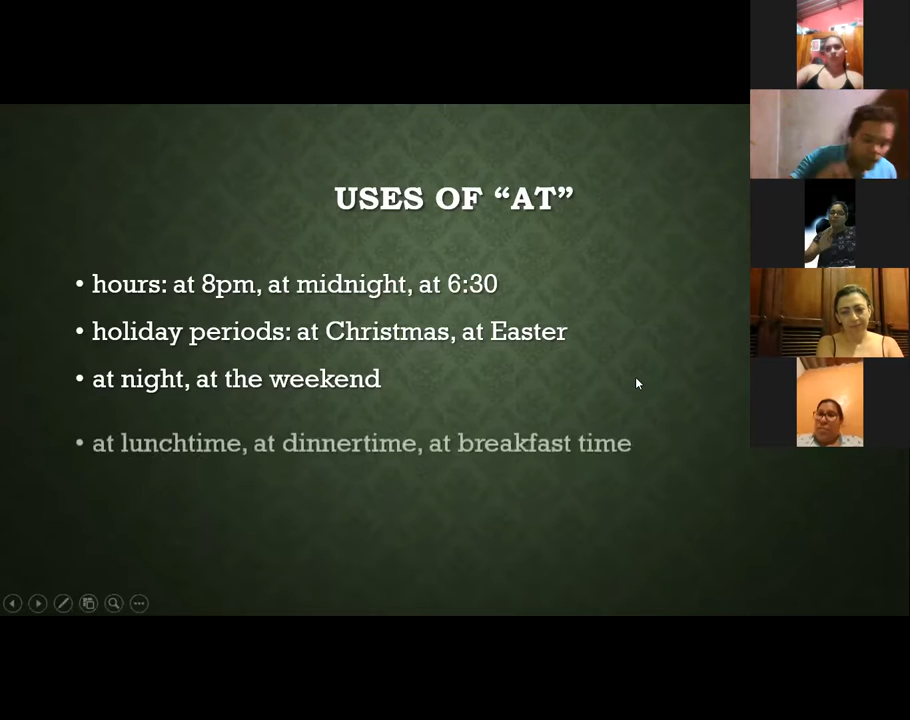 USES OF “AT”
• hours: at 8pm, at midnight, at 6:30
• holiday periods: at Christmas, at Easter
• at night, at the weekend
• at lunchtime, at dinnertime, at breakfast time